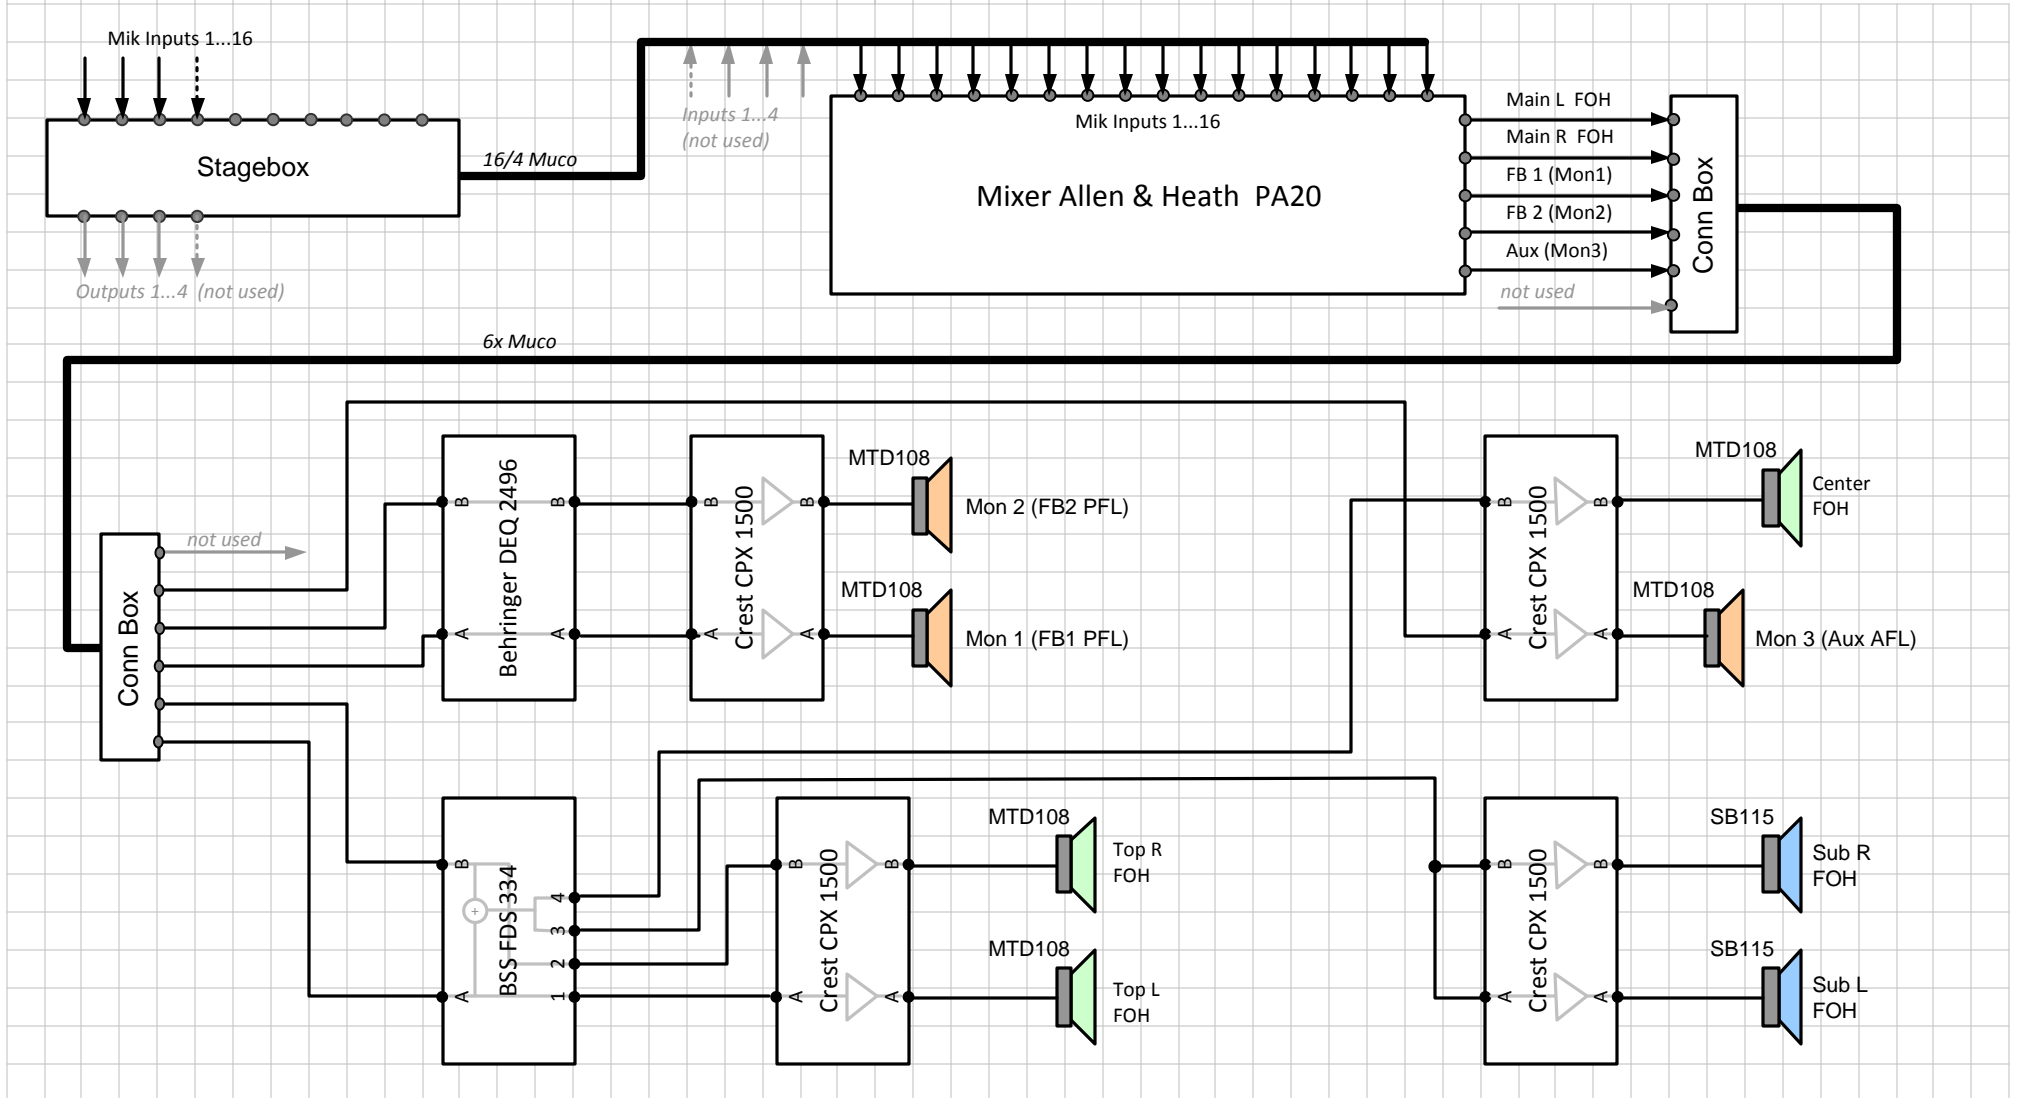 Mik Inputs 1...16
Stagebox
Outputs 1...4 (not used)
16/4 Muco
Inputs 1...4
(not used)
Mik Inputs 1...16
Mixer Allen & Heath PA20
Main L FOH
Main R FOH
FB 1 (Mon1)
FB 2 (Mon2)
Aux (Mon3)
not used
Conn Box
6x Muco
Conn Box
not used
B
B
A
A
Behringer DEQ 2496
B
B
A
A
Crest CPX 1500
MTD108
Mon 2 (FB2 PFL)
MTD108
Mon 1 (FB1 PFL)
B
B
A
A
Crest CPX 1500
MTD108
Center
FOH
MTD108
Mon 3 (Aux AFL)
B
A
+
4
3
2
1
BSS FDS 334
B
B
A
A
Crest CPX 1500
MTD108
Top R
FOH
MTD108
Top L
FOH
B
B
A
A
Crest CPX 1500
SB115
Sub R
FOH
SB115
Sub L
FOH